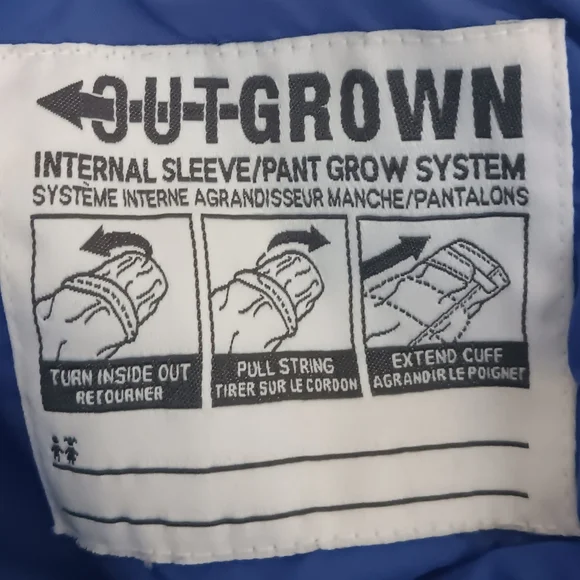 OUTGROWN
INTERNAL SLEEVE/PANT GROW SYSTEM
SYSTÈME INTERNE AGRANDISSEUR MANCHE/PANTALONS
TURN INSIDE OUT
RETOURNER
PULL STRING
TIRER SUR LE CORDON
EXTEND CUFF
AGRANDIR LE POIGNET